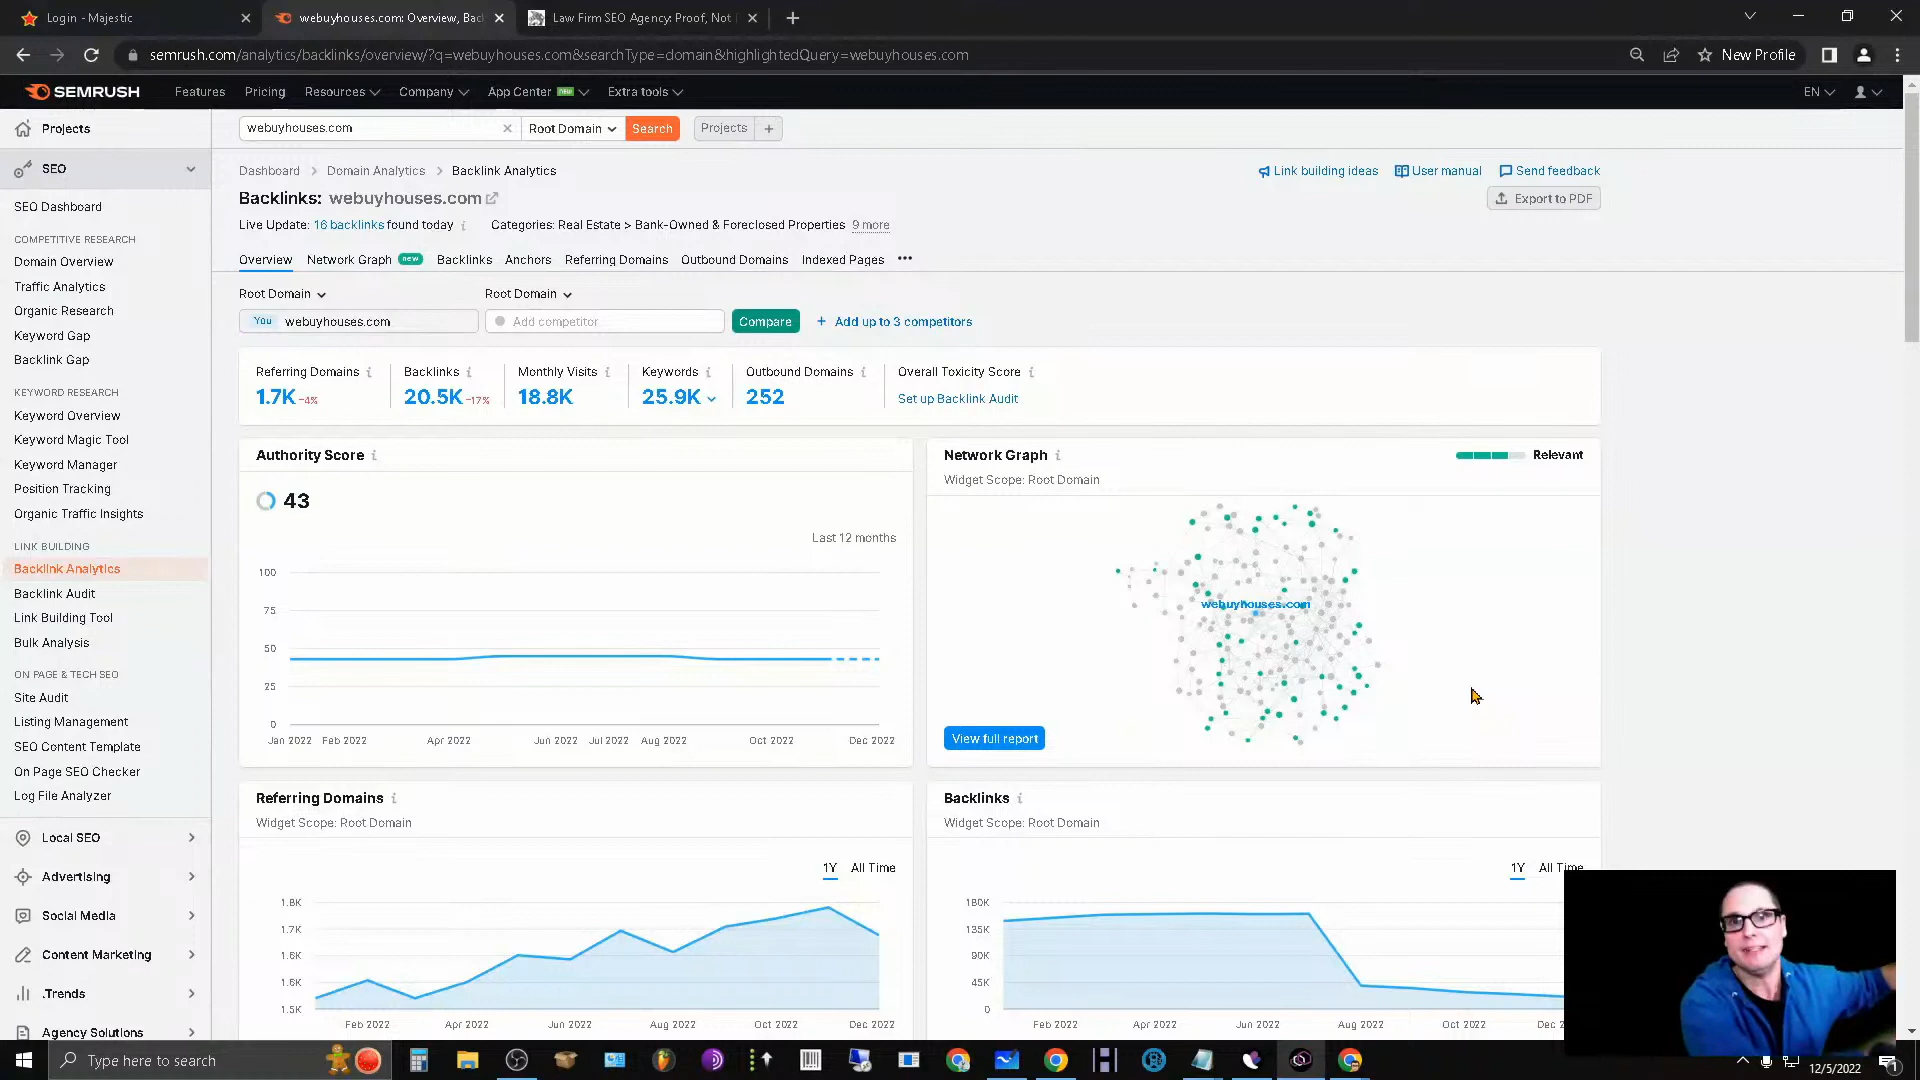 Login - Majestic
webuyhouses.com: Overview, Bac
Law Firm SEO Agency: Proof, Not
semrush.com/analytics/backlinks/overview/?q=webuyhouses.com&searchType=domain&highlightedQuery=webuyhouses.com
New Profile
SEMRUSH
Features Pricing Resources Company App Center NEW Extra tools
EN
Projects
SEO
SEO Dashboard
COMPETITIVE RESEARCH
Domain Overview
Traffic Analytics
Organic Research
Keyword Gap
Backlink Gap
KEYWORD RESEARCH
Keyword Overview
Keyword Magic Tool
Keyword Manager
Position Tracking
Organic Traffic Insights
LINK BUILDING
Backlink Analytics
Backlink Audit
Link Building Tool
Bulk Analysis
ON PAGE & TECH SEO
Site Audit
Listing Management
SEO Content Template
On Page SEO Checker
Log File Analyzer
Local SEO
Advertising
Social Media
Content Marketing
.Trends
Agency Solutions
webuyhouses.com
Root Domain
Search
Projects +
Dashboard > Domain Analytics > Backlink Analytics
Link building ideas User manual Send feedback
Backlinks: webuyhouses.com
Export to PDF
Live Update: 16 backlinks found today
Categories: Real Estate > Bank-Owned & Foreclosed Properties 9 more
Overview Network Graph new Backlinks Anchors Referring Domains Outbound Domains Indexed Pages •••
Root Domain Root Domain
You webuyhouses.com
Add competitor
Compare
+ Add up to 3 competitors
Referring Domains
1.7K -4%
Backlinks
20.5K -17%
Monthly Visits
18.8K
Keywords
25.9K
Outbound Domains
252
Overall Toxicity Score
Set up Backlink Audit
Authority Score
43
Last 12 months
100
75
50
25
0
Jan 2022 Feb 2022 Apr 2022 Jun 2022 Jul 2022 Aug 2022 Oct 2022 Dec 2022
Network Graph
Relevant
Widget Scope: Root Domain
webuyhouses.com
View full report
Referring Domains
Widget Scope: Root Domain
1Y All Time
1.8K
1.7K
1.6K
1.6K
1.5K
Feb 2022 Apr 2022 Jun 2022 Aug 2022 Oct 2022 Dec 2022
Backlinks
Widget Scope: Root Domain
1Y All Time
180K
135K
90K
45K
0
Feb 2022 Apr 2022 Jun 2022 Aug 2022 Oct 2022 Dec
Type here to search
12/5/2022
1